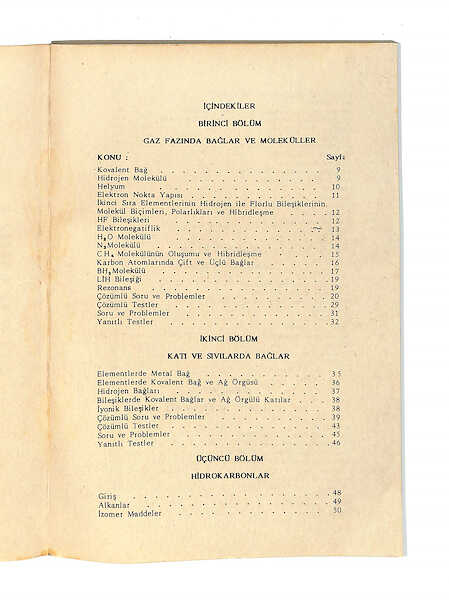 İÇİNDEKİLER
BİRİNCİ BÖLÜM
GAZ FAZINDA BAĞLAR VE MOLEKÜLLER
KONU : Sayfa
Kovalent Bağ . . . . . . . . . . 9
Hidrojen Molekülü . . . . . . . . . . 9
Helyum . . . . . . . . . . 10
Elektron Nokta Yapısı . . . . . . . . . . 11
İkinci Sıra Elementlerinin Hidrojen ile Florlu Bileşiklerinin
Molekül Biçimleri, Polarlıkları ve Hibridleşme . . . . . 12
HF Bileşikleri . . . . . . . . . . 12
Elektronegatiflik . . . . . . . . . . 13
H₂O Molekülü . . . . . . . . . . 14
N₂Molekülü . . . . . . . . . . 14
CH₄ Molekülünün Oluşumu ve Hibridleşme . . . . . 15
Karbon Atomlarında Çift ve Üçlü Bağlar . . . . . 16
BH₃Molekülü . . . . . . . . . . 17
LİH Bileşiği . . . . . . . . . . 19
Rezonans . . . . . . . . . . 19
Çözümlü Soru ve Problemler . . . . . . . . . . 20
Çözümlü Testler . . . . . . . . . . 29
Soru ve Problemler . . . . . . . . . . 31
Yanıtlı Testler . . . . . . . . . . 32
İKİNCİ BÖLÜM
KATI VE SIVILARDA BAĞLAR
Elementlerde Metal Bağ . . . . . . . . . . 35
Elementlerde Kovalent Bağ ve Ağ Örgüsü . . . . . 36
Hidrojen Bağları . . . . . . . . . . 37
Bileşiklerde Kovalent Bağlar ve Ağ Örgülü Katılar . . . 38
İyonik Bileşikler . . . . . . . . . . 38
Çözümlü Soru ve Problemler . . . . . . . . . . 39
Çözümlü Testler . . . . . . . . . . 43
Soru ve Problemler . . . . . . . . . . 45
Yanıtlı Testler . . . . . . . . . . 46
ÜÇÜNCÜ BÖLÜM
HİDROKARBONLAR
Giriş . . . . . . . . . . 48
Alkanlar . . . . . . . . . . 49
İzomer Maddeler . . . . . . . . . . 50